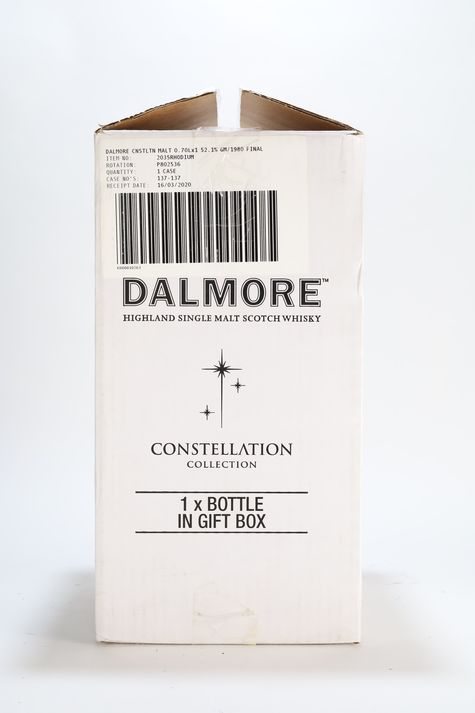 DALMORE CNSTLTN MALT 0.70Lx1 52.1% GM/1980 FINAL
ITEM NO: 2035RHODIUM
ROTATION: P802536
QUANTITY: 1 CASE
CASE NO'S: 137-137
RECEIPT DATE: 16/03/2020
DALMORE™
HIGHLAND SINGLE MALT SCOTCH WHISKY
CONSTELLATION
COLLECTION
1 x BOTTLE
IN GIFT BOX